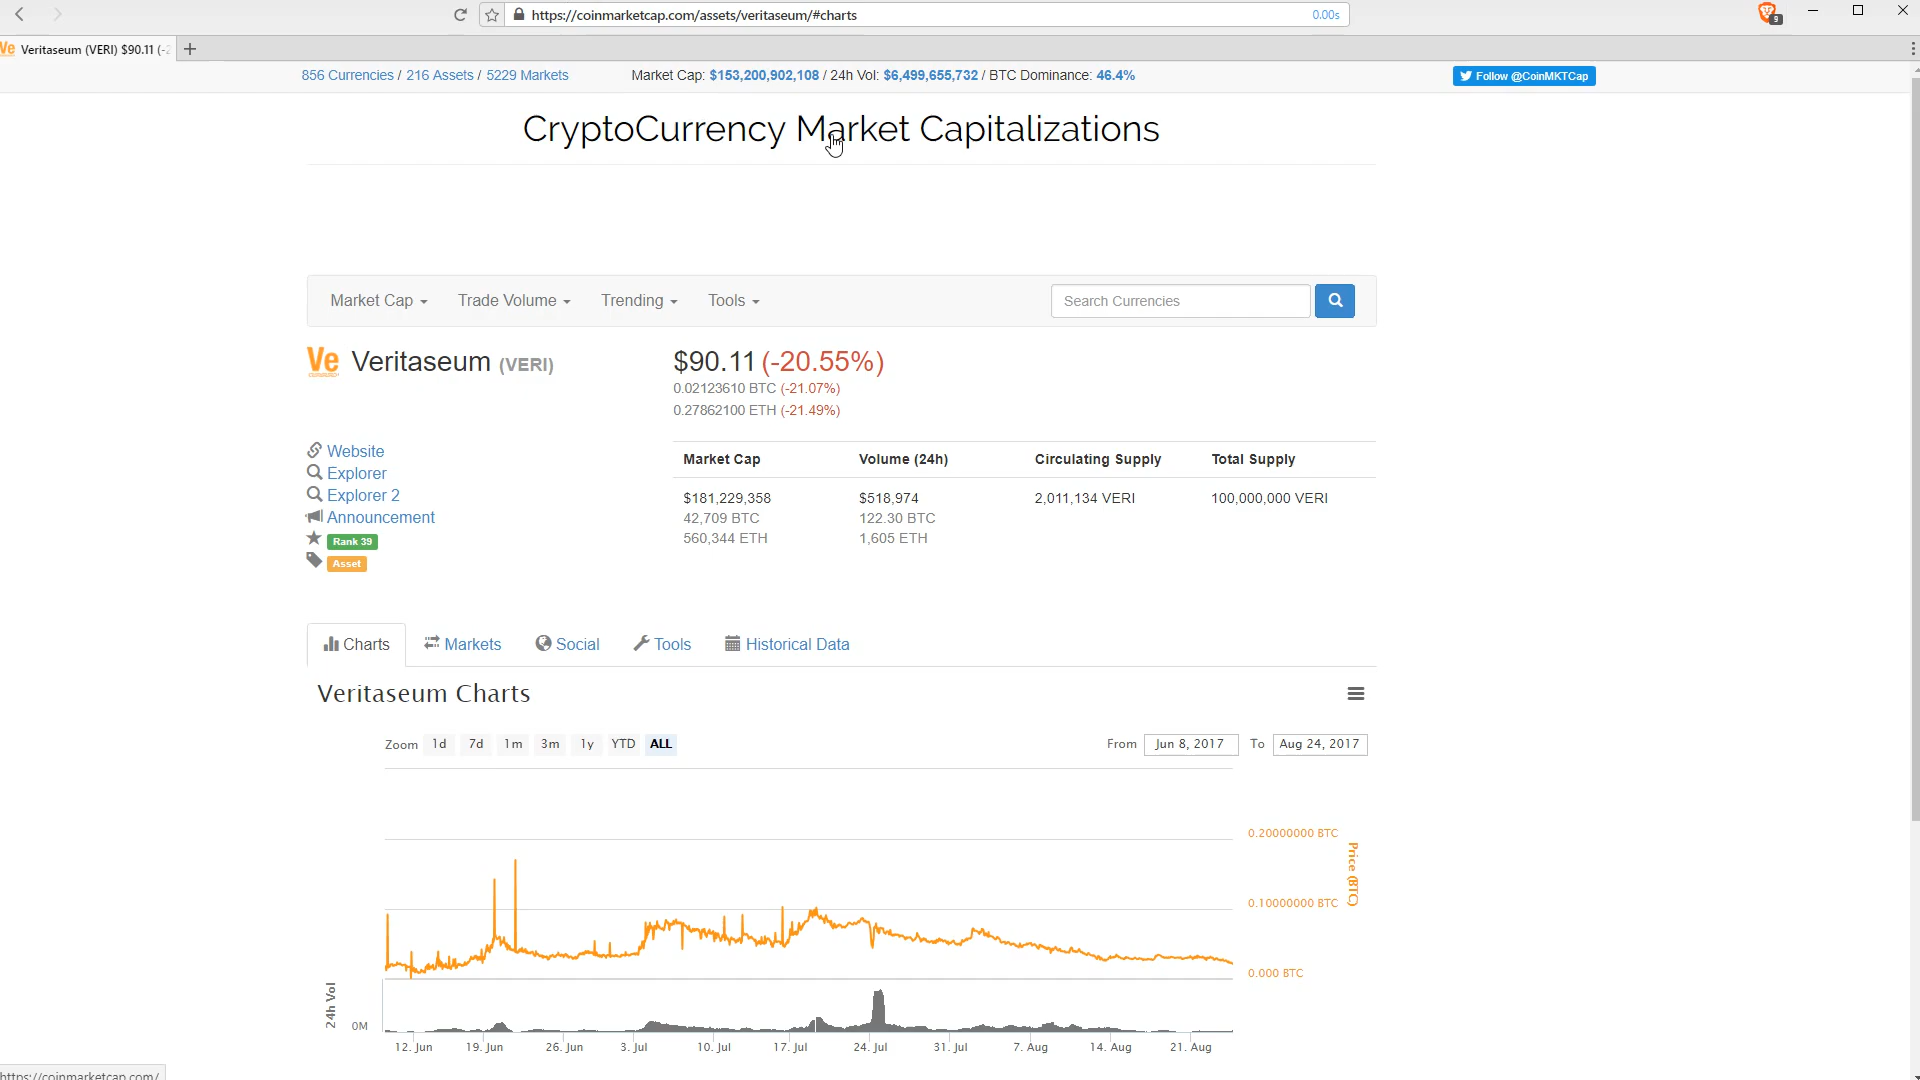 https://coinmarketcap.com/assets/veritaseum/#charts
0.00s
9
Ve Veritaseum (VERI) $90.11 (-2
856 Currencies / 216 Assets / 5229 Markets
Market Cap: $153,200,902,108 / 24h Vol: $6,499,655,732 / BTC Dominance: 46.4%
Follow @CoinMKTCap
CryptoCurrency Market Capitalizations
Market Cap
Trade Volume
Trending
Tools
Search Currencies
Ve Veritaseum (VERI)
$90.11 (-20.55%)
0.02123610 BTC (-21.07%)
0.27862100 ETH (-21.49%)
Website
Explorer
Explorer 2
Announcement
Rank 39
Asset
Market Cap Volume (24h) Circulating Supply Total Supply
$181,229,358 $518,974 2,011,134 VERI 100,000,000 VERI
42,709 BTC 122.30 BTC
560,344 ETH 1,605 ETH
Charts Markets Social Tools Historical Data
Veritaseum Charts
Zoom 1d 7d 1m 3m 1y YTD ALL
From Jun 8, 2017 To Aug 24, 2017
0.20000000 BTC
0.10000000 BTC
0.000 BTC
Price (BTC)
24h Vol
0M
12. Jun 19. Jun 26. Jun 3. Jul 10. Jul 17. Jul 24. Jul 31. Jul 7. Aug 14. Aug 21. Aug
https://coinmarketcap.com/